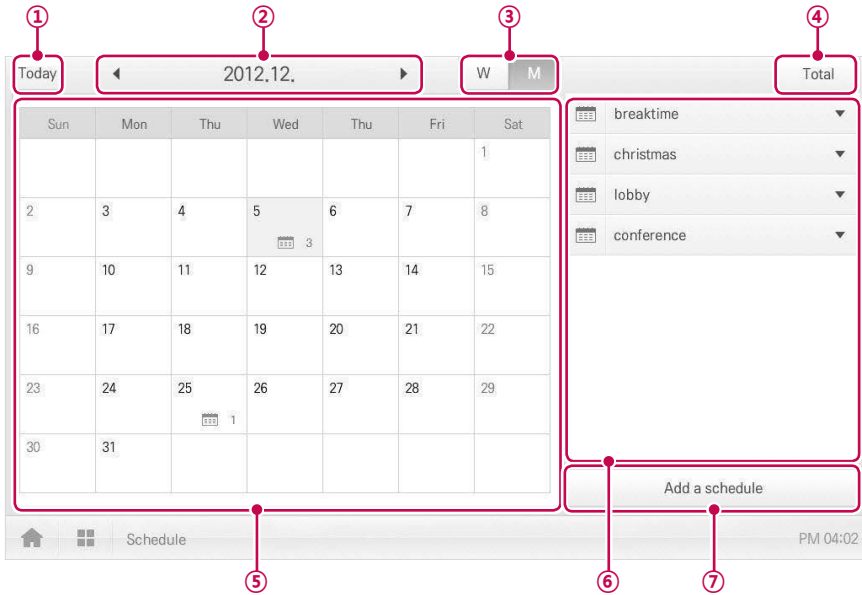 ① ② ③ ④
Today 2012.12. W M Total
Sun Mon Thu Wed Thu Fri Sat
1
2 3 4 5 6 7 8
3
9 10 11 12 13 14 15
16 17 18 19 20 21 22
23 24 25 26 27 28 29
1
30 31
breaktime
christmas
lobby
conference
Add a schedule
Schedule PM 04:02
⑤ ⑥ ⑦